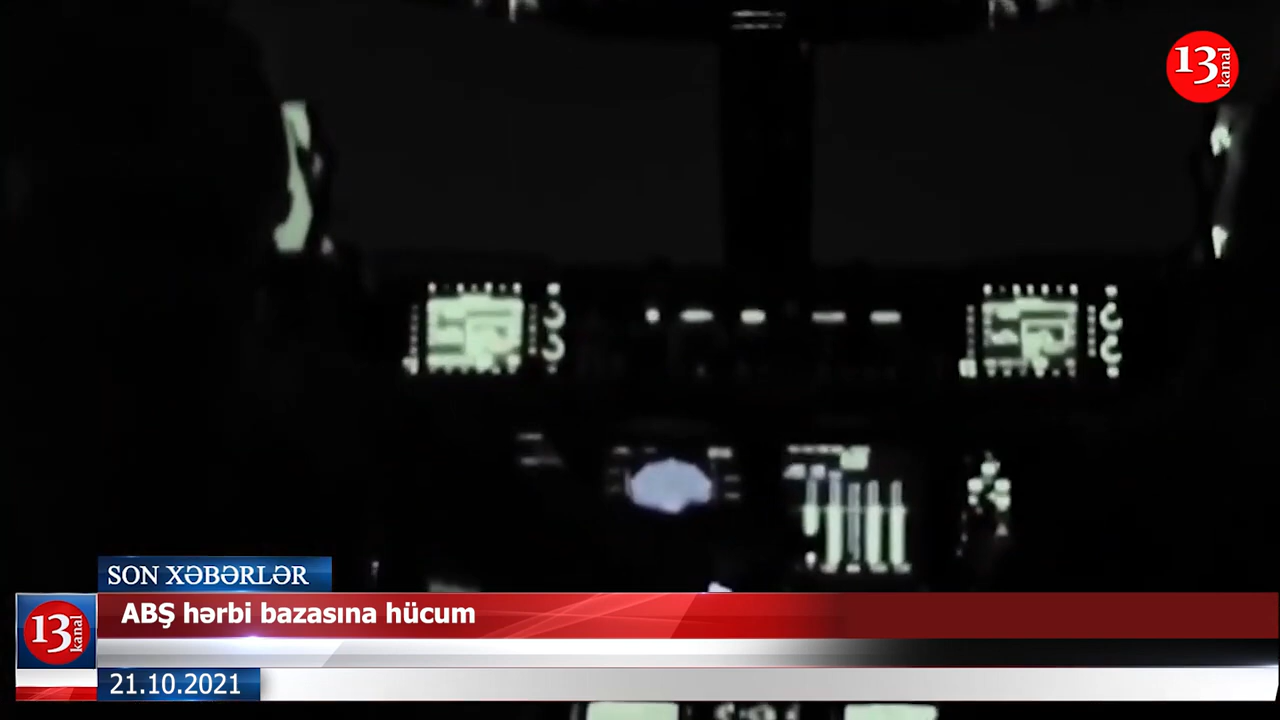 13 kanal
SON XƏBƏRLƏR
ABŞ hərbi bazasına hücum
13 kanal
21.10.2021